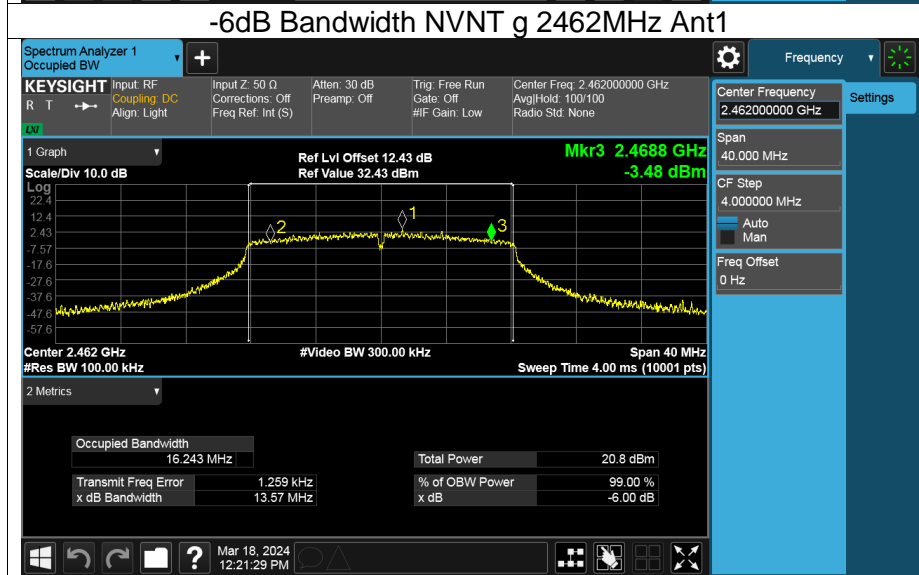 -6dB Bandwidth NVNT g 2462MHz Ant1
Spectrum Analyzer 1
Occupied BW
+
Frequency
KEYSIGHT
R T
LXI
Input: RF
Coupling: DC
Align: Light
Input Z: 50 Ω
Corrections: Off
Freq Ref: Int (S)
Atten: 30 dB
Preamp: Off
Trig: Free Run
Gate: Off
#IF Gain: Low
Center Freq: 2.462000000 GHz
Avg|Hold: 100/100
Radio Std: None
Center Frequency
2.462000000 GHz
Settings
Span
40.000 MHz
CF Step
4.000000 MHz
Auto
Man
Freq Offset
0 Hz
1 Graph
Scale/Div 10.0 dB
Ref Lvl Offset 12.43 dB
Ref Value 32.43 dBm
Mkr3 2.4688 GHz
-3.48 dBm
Log
22.4
12.4
2.43
-7.57
-17.6
-27.6
-37.6
-47.6
-57.6
2
1
3
Center 2.462 GHz
#Res BW 100.00 kHz
#Video BW 300.00 kHz
Span 40 MHz
Sweep Time 4.00 ms (10001 pts)
2 Metrics
Occupied Bandwidth
16.243 MHz
Total Power 20.8 dBm
Transmit Freq Error 1.259 kHz
% of OBW Power 99.00 %
x dB Bandwidth 13.57 MHz
x dB -6.00 dB
?
Mar 18, 2024
12:21:29 PM